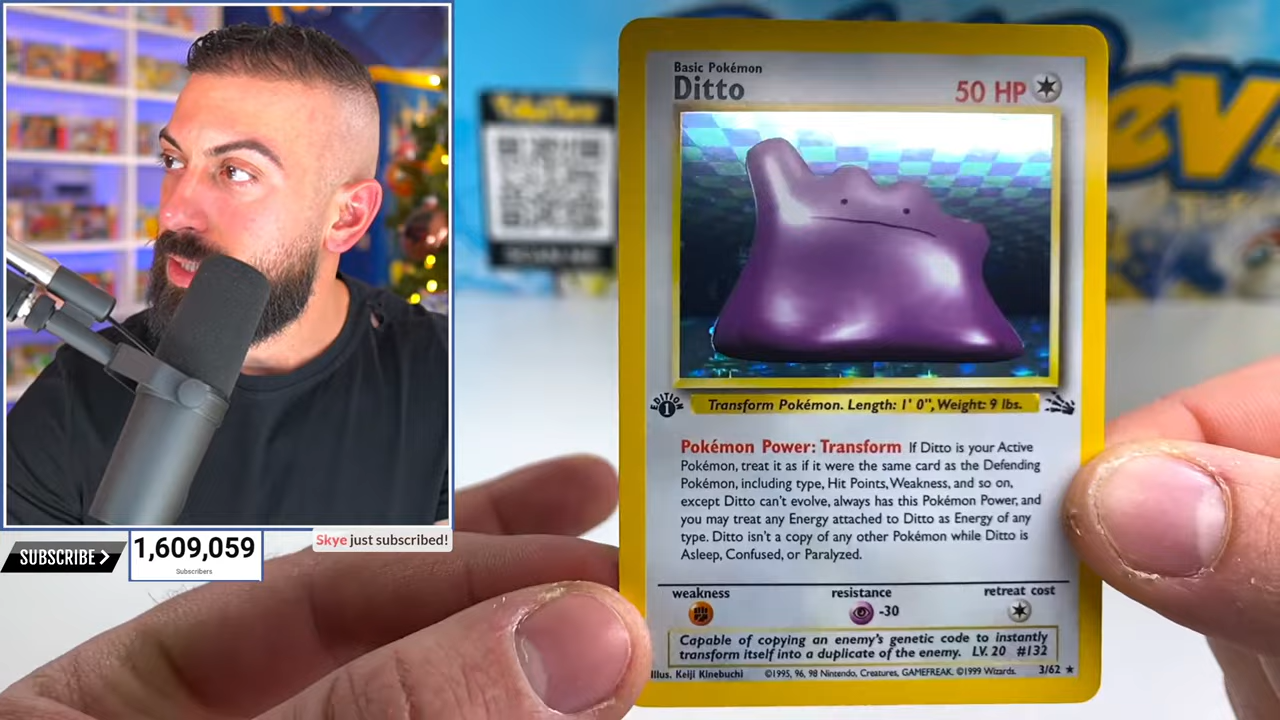 SUBSCRIBE >
1,609,059
Subscribers
Skye just subscribed!
SCAN ME
Basic Pokémon
Ditto
50 HP
EDITION
1
Transform Pokémon. Length: 1' 0", Weight: 9 lbs.
Pokémon Power: Transform If Ditto is your Active
Pokémon, treat it as if it were the same card as the Defending
Pokémon, including type, Hit Points, Weakness, and so on,
except Ditto can't evolve, always has this Pokémon Power, and
you may treat any Energy attached to Ditto as Energy of any
type. Ditto isn't a copy of any other Pokémon while Ditto is
Asleep, Confused, or Paralyzed.
weakness
resistance
retreat cost
-30
Capable of copying an enemy's genetic code to instantly
transform itself into a duplicate of the enemy. LV. 20 #132
Illus. Keiji Kinebuchi ©1995, 96, 98 Nintendo, Creatures, GAMEFREAK. ©1999 Wizards. 3/62 ★